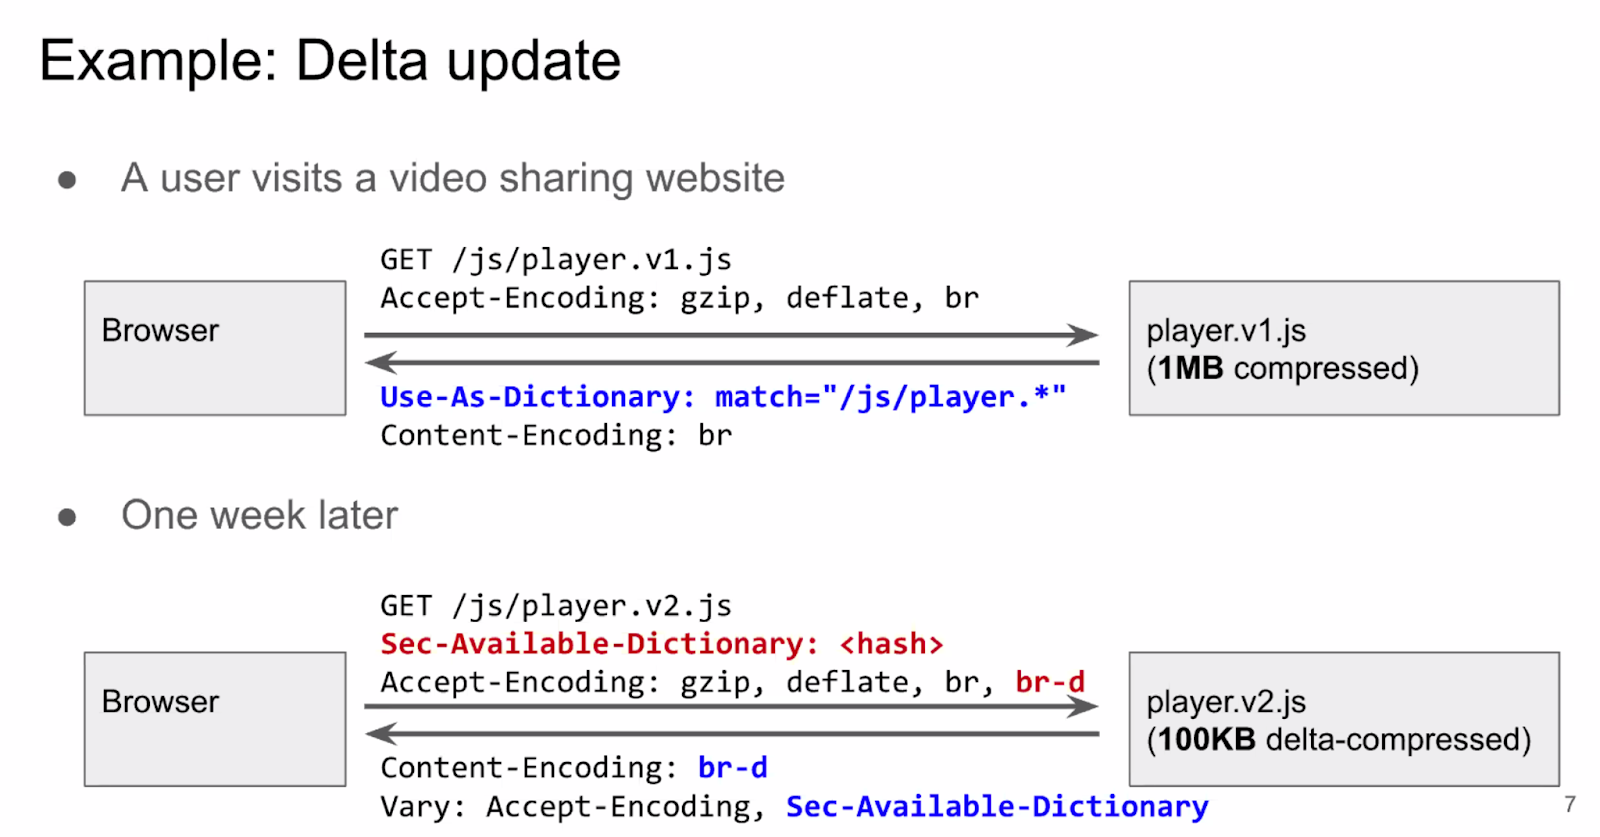 Example: Delta update
● A user visits a video sharing website
GET /js/player.v1.js
Accept-Encoding: gzip, deflate, br
Browser
player.v1.js
(1MB compressed)
Use-As-Dictionary: match="/js/player.*"
Content-Encoding: br
● One week later
GET /js/player.v2.js
Sec-Available-Dictionary: <hash>
Accept-Encoding: gzip, deflate, br, br-d
Browser
player.v2.js
(100KB delta-compressed)
Content-Encoding: br-d
Vary: Accept-Encoding, Sec-Available-Dictionary
7